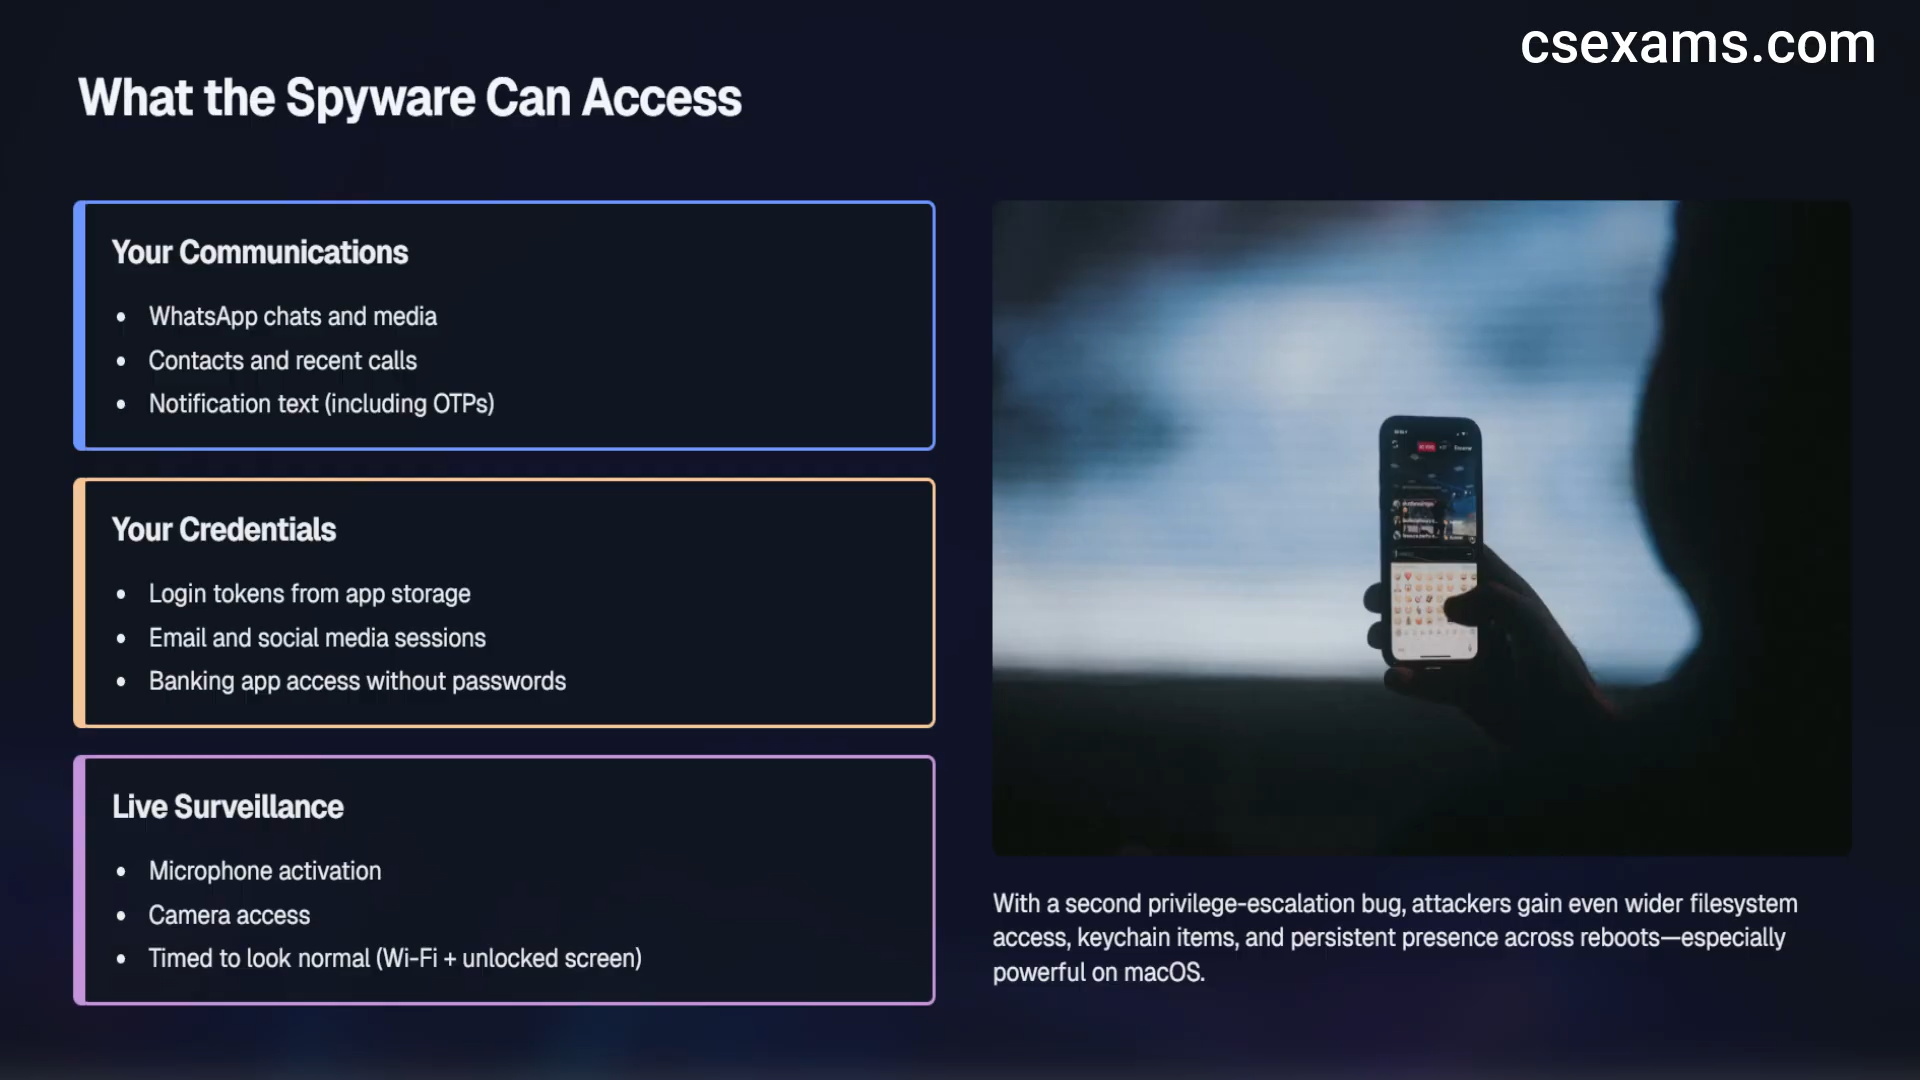 csexams.com
What the Spyware Can Access
Your Communications
• WhatsApp chats and media
• Contacts and recent calls
• Notification text (including OTPs)
Your Credentials
• Login tokens from app storage
• Email and social media sessions
• Banking app access without passwords
Live Surveillance
• Microphone activation
• Camera access
• Timed to look normal (Wi-Fi + unlocked screen)
With a second privilege-escalation bug, attackers gain even wider filesystem
access, keychain items, and persistent presence across reboots—especially
powerful on macOS.